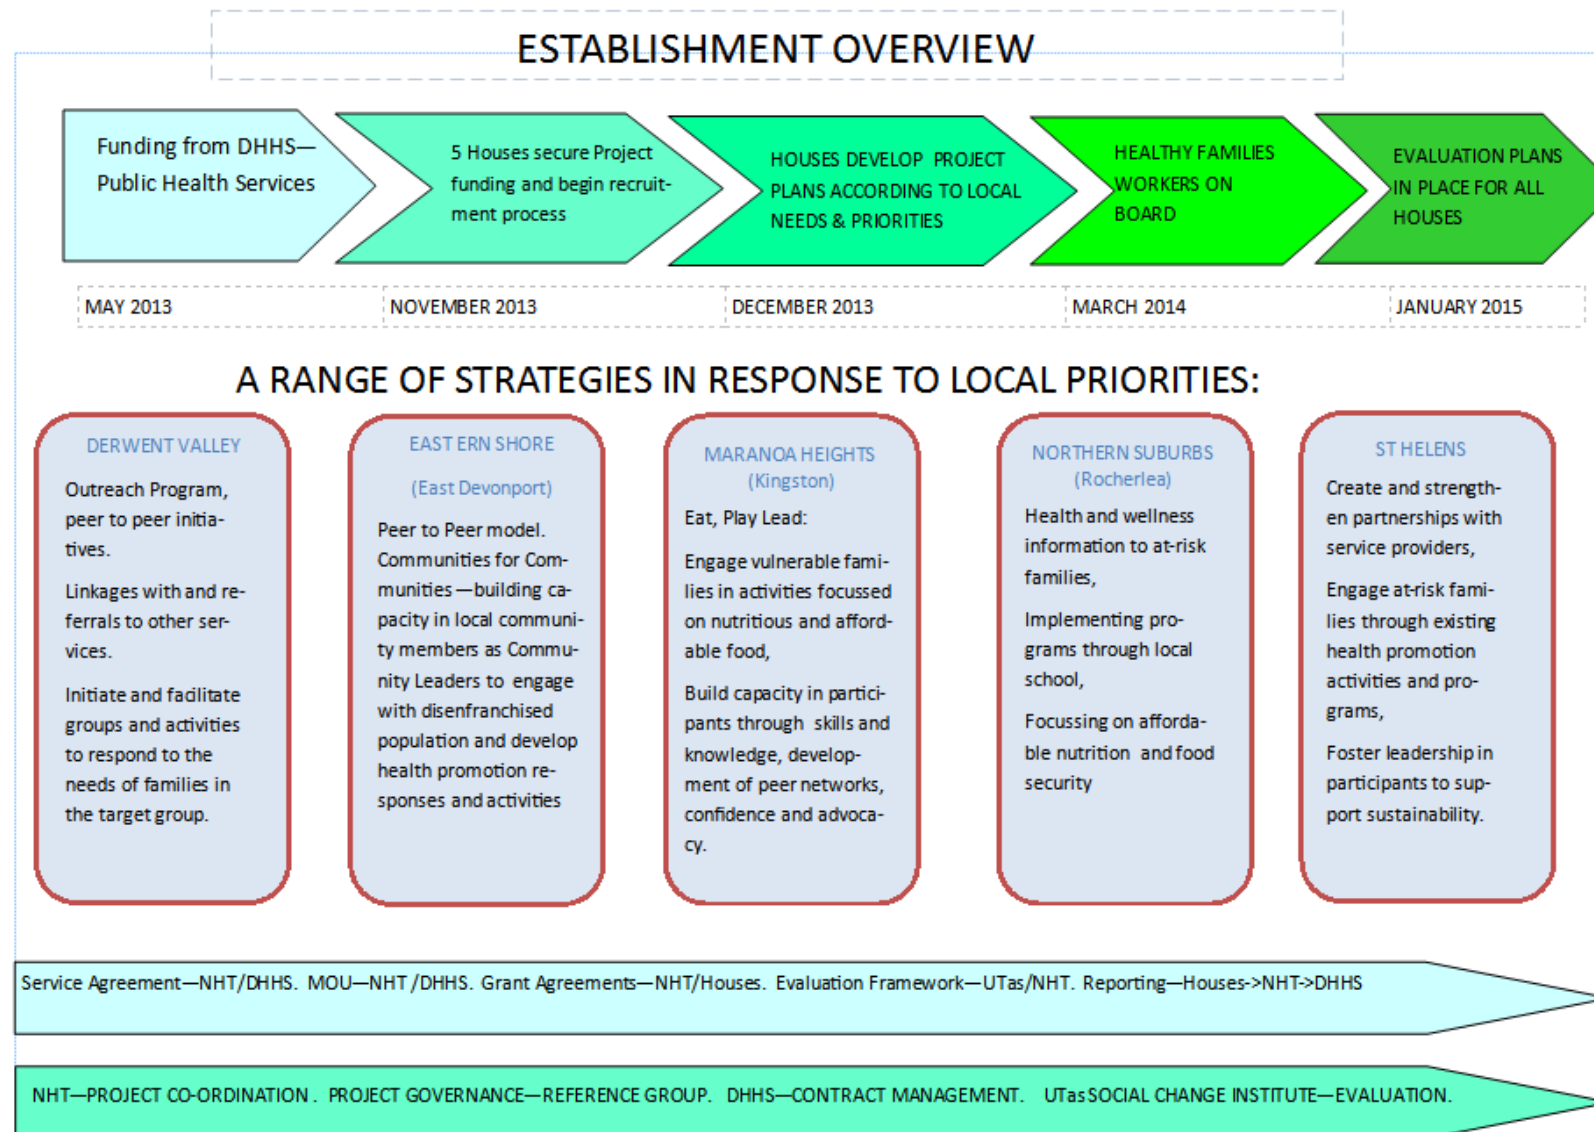 ESTABLISHMENT OVERVIEW
Funding from DHHS—
Public Health Services
5 Houses secure Project
funding and begin recruit-
ment process
HOUSES DEVELOP PROJECT
PLANS ACCORDING TO LOCAL
NEEDS & PRIORITIES
HEALTHY FAMILIES
WORKERS ON
BOARD
EVALUATION PLANS
IN PLACE FOR ALL
HOUSES
MAY 2013
NOVEMBER 2013
DECEMBER 2013
MARCH 2014
JANUARY 2015
A RANGE OF STRATEGIES IN RESPONSE TO LOCAL PRIORITIES:
DERWENT VALLEY
Outreach Program,
peer to peer initia-
tives.
Linkages with and re-
ferrals to other ser-
vices.
Initiate and facilitate
groups and activities
to respond to the
needs of families in
the target group.
EAST ERN SHORE
(East Devonport)
Peer to Peer model.
Communities for Com-
munities —building ca-
pacity in local communi-
ty members as Commu-
nity Leaders to engage
with disenfranchised
population and develop
health promotion re-
sponses and activities
MARANOA HEIGHTS
(Kingston)
Eat, Play Lead:
Engage vulnerable fami-
lies in activities focussed
on nutritious and afford-
able food,
Build capacity in partici-
pants through skills and
knowledge, develop-
ment of peer networks,
confidence and advoca-
cy.
NORTHERN SUBURBS
(Rocherlea)
Health and wellness
information to at-risk
families,
Implementing pro-
grams through local
school,
Focussing on afforda-
ble nutrition and food
security
ST HELENS
Create and strength-
en partnerships with
service providers,
Engage at-risk fami-
lies through existing
health promotion
activities and pro-
grams,
Foster leadership in
participants to sup-
port sustainability.
Service Agreement—NHT/DHHS. MOU—NHT /DHHS. Grant Agreements—NHT/Houses. Evaluation Framework—UTas/NHT. Reporting—Houses->NHT->DHHS
NHT—PROJECT CO-ORDINATION . PROJECT GOVERNANCE—REFERENCE GROUP. DHHS—CONTRACT MANAGEMENT. UTas SOCIAL CHANGE INSTITUTE—EVALUATION.